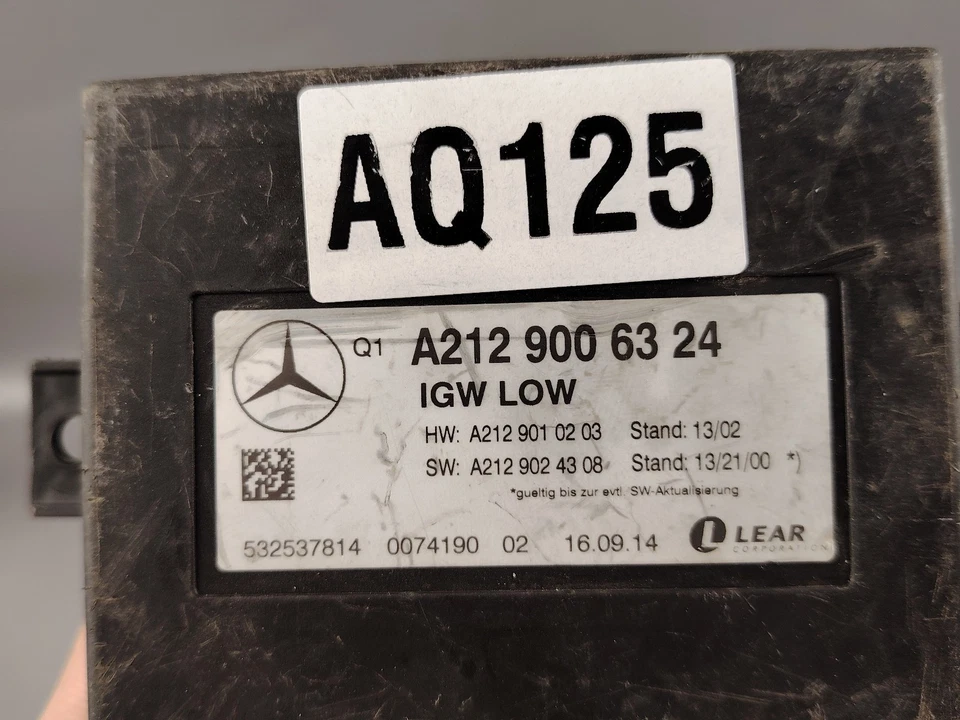 AQ125
Q1 A212 900 63 24
IGW LOW
HW: A212 901 02 03 Stand: 13/02
SW: A212 902 43 08 Stand: 13/21/00 *)
*gueltig bis zur evtl. SW-Aktualisierung
532537814 0074190 02 16.09.14
LEAR
CORPORATION